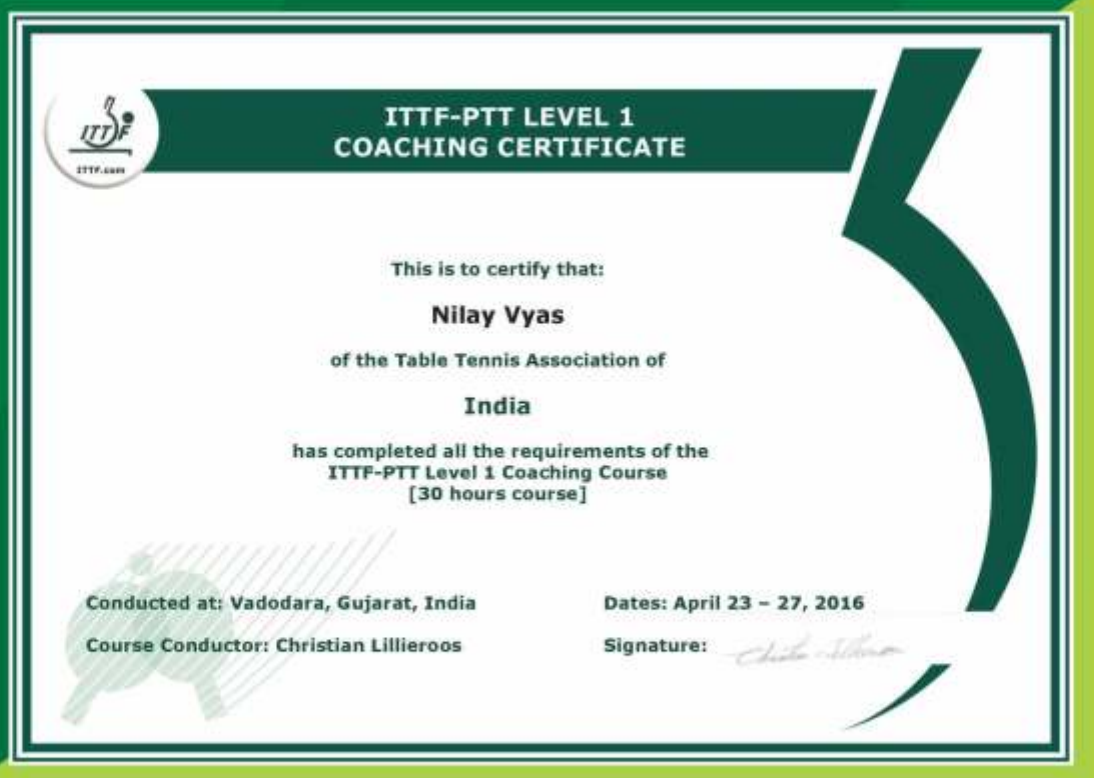 ITTF
ITTF.com
ITTF-PTT LEVEL 1
COACHING CERTIFICATE
This is to certify that:
Nilay Vyas
of the Table Tennis Association of
India
has completed all the requirements of the
ITTF-PTT Level 1 Coaching Course
[30 hours course]
Conducted at: Vadodara, Gujarat, India
Dates: April 23 – 27, 2016
Course Conductor: Christian Lillieroos
Signature: